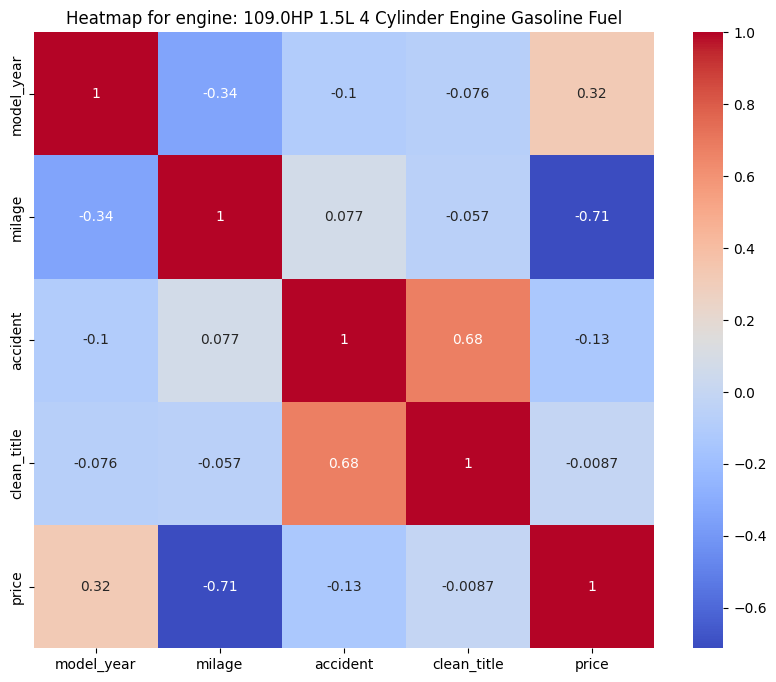 Heatmap for engine: 109.0HP 1.5L 4 Cylinder Engine Gasoline Fuel
model_year 1 -0.34 -0.1 -0.076 0.32
milage -0.34 1 0.077 -0.057 -0.71
accident -0.1 0.077 1 0.68 -0.13
clean_title -0.076 -0.057 0.68 1 -0.0087
price 0.32 -0.71 -0.13 -0.0087 1
model_year milage accident clean_title price
1.0
0.8
0.6
0.4
0.2
0.0
−0.2
−0.4
−0.6